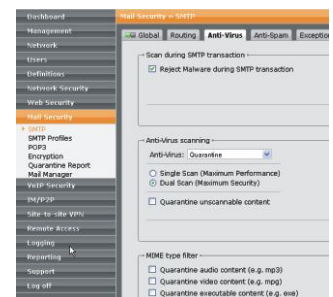 Dashboard
Management
Network
Users
Definitions
Network Security
Web Security
Mail Security
SMTP
SMTP Profiles
POP3
Encryption
Quarantine Report
Mail Manager
VoIP Security
IM/P2P
Site-to-site VPN
Remote Access
Logging
Reporting
Support
Log off
Mail Security » SMTP
Global Routing Anti-Virus Anti-Spam Exception
Scan during SMTP transaction
Reject Malware during SMTP transaction
Anti-Virus scanning
Anti-Virus: Quarantine
Single Scan (Maximum Performance)
Dual Scan (Maximum Security)
Quarantine unscannable content
MIME type filter
Quarantine audio content (e.g. mp3)
Quarantine video content (e.g. mpg)
Quarantine executable content (e.g. exe)